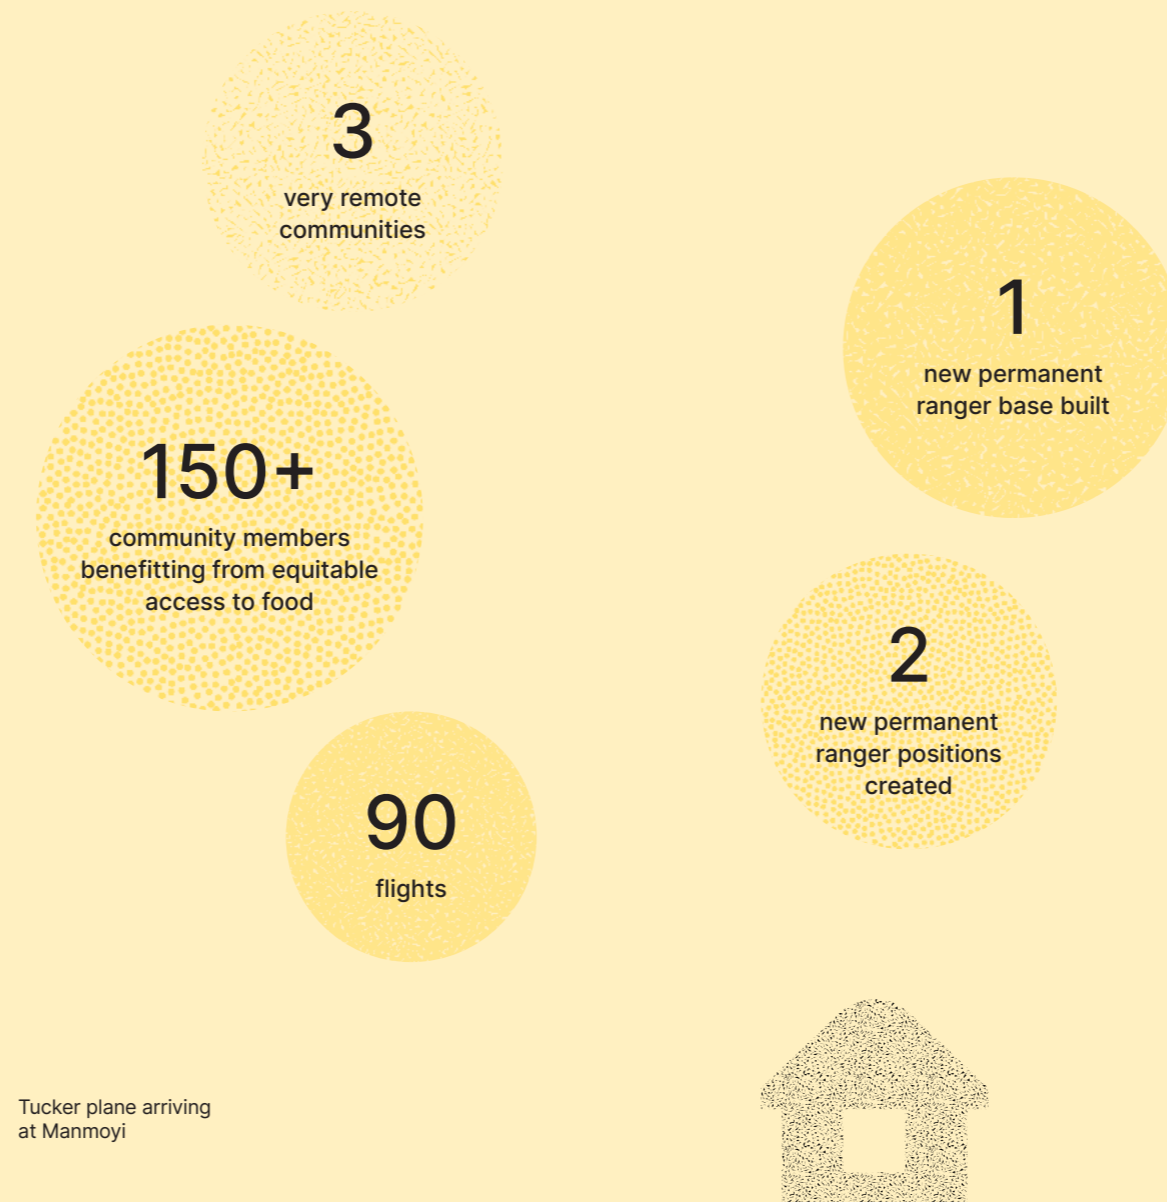 3
very remote
communities
150+
community members
benefitting from equitable
access to food
90
flights
1
new permanent
ranger base built
2
new permanent
ranger positions
created
Tucker plane arriving
at Manmoyi